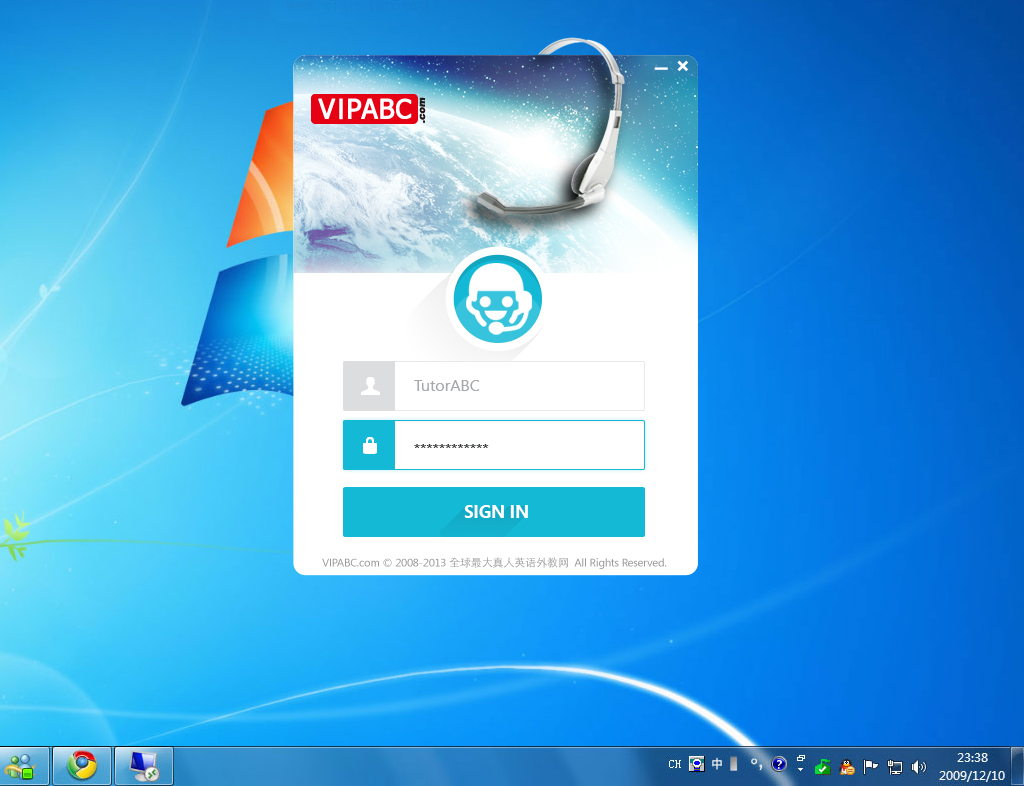 VIPABC.com
TutorABC
************
SIGN IN
VIPABC.com © 2008-2013 全球最大真人英语外教网 All Rights Reserved.
CH 中 °, ?
23:38
2009/12/10